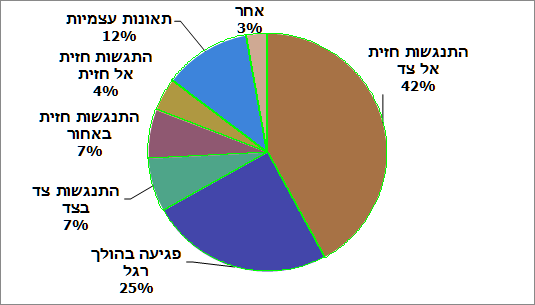 אחר
3%
התנגשות חזית
אל צד
42%
פגיעה בהולך
רגל
25%
התנגשות צד
בצד
7%
התנגשות חזית
באחור
7%
התנגשות חזית
אל חזית
4%
תאונות עצמיות
12%